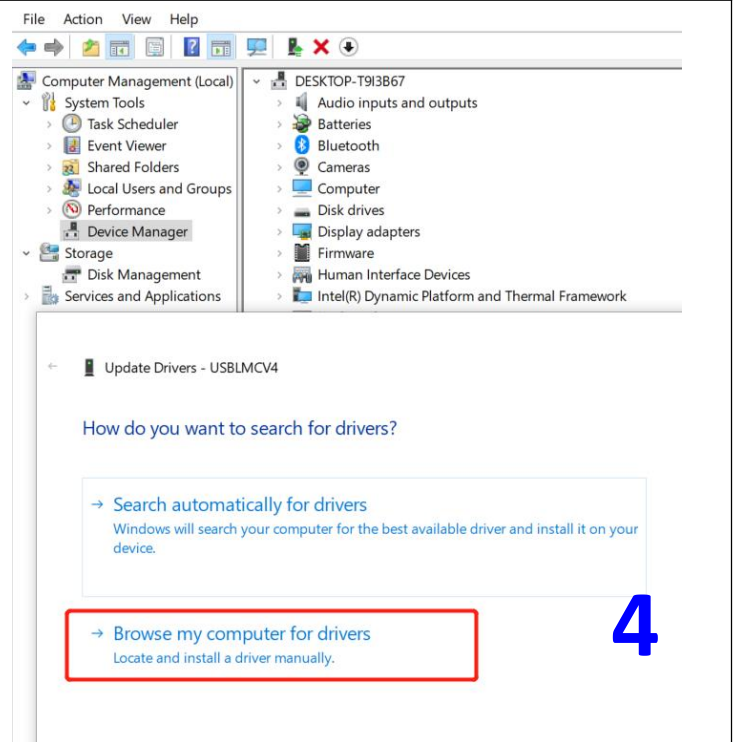 File Action View Help
Computer Management (Local)
System Tools
Task Scheduler
Event Viewer
Shared Folders
Local Users and Groups
Performance
Device Manager
Storage
Disk Management
Services and Applications
DESKTOP-T9I3B67
Audio inputs and outputs
Batteries
Bluetooth
Cameras
Computer
Disk drives
Display adapters
Firmware
Human Interface Devices
Intel(R) Dynamic Platform and Thermal Framework
Update Drivers - USBLMCV4
How do you want to search for drivers?
Search automatically for drivers
Windows will search your computer for the best available driver and install it on your
device.
Browse my computer for drivers
Locate and install a driver manually.
4